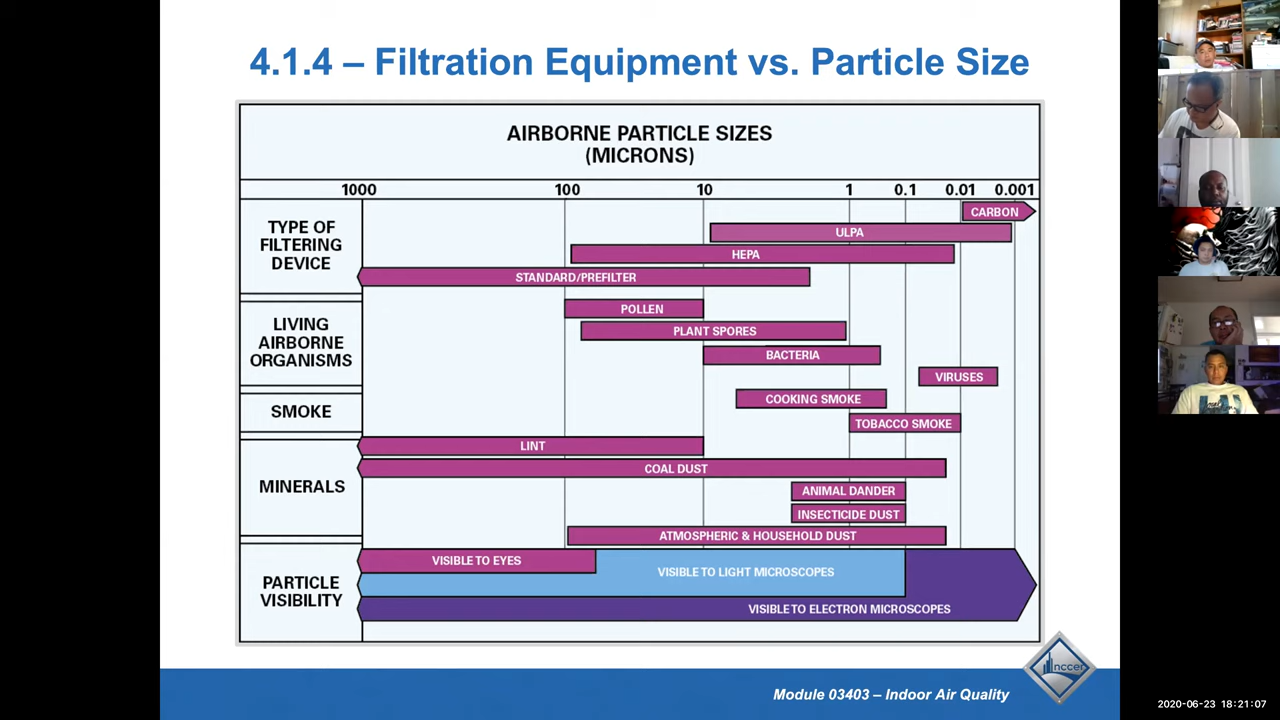 4.1.4 – Filtration Equipment vs. Particle Size
AIRBORNE PARTICLE SIZES
(MICRONS)
1000 100 10 1 0.1 0.01 0.001
TYPE OF
FILTERING
DEVICE
CARBON
ULPA
HEPA
STANDARD/PREFILTER
LIVING
AIRBORNE
ORGANISMS
POLLEN
PLANT SPORES
BACTERIA
VIRUSES
SMOKE
COOKING SMOKE
TOBACCO SMOKE
MINERALS
LINT
COAL DUST
ANIMAL DANDER
INSECTICIDE DUST
ATMOSPHERIC & HOUSEHOLD DUST
PARTICLE
VISIBILITY
VISIBLE TO EYES
VISIBLE TO LIGHT MICROSCOPES
VISIBLE TO ELECTRON MICROSCOPES
nccer
Module 03403 – Indoor Air Quality
2020-06-23 18:21:07